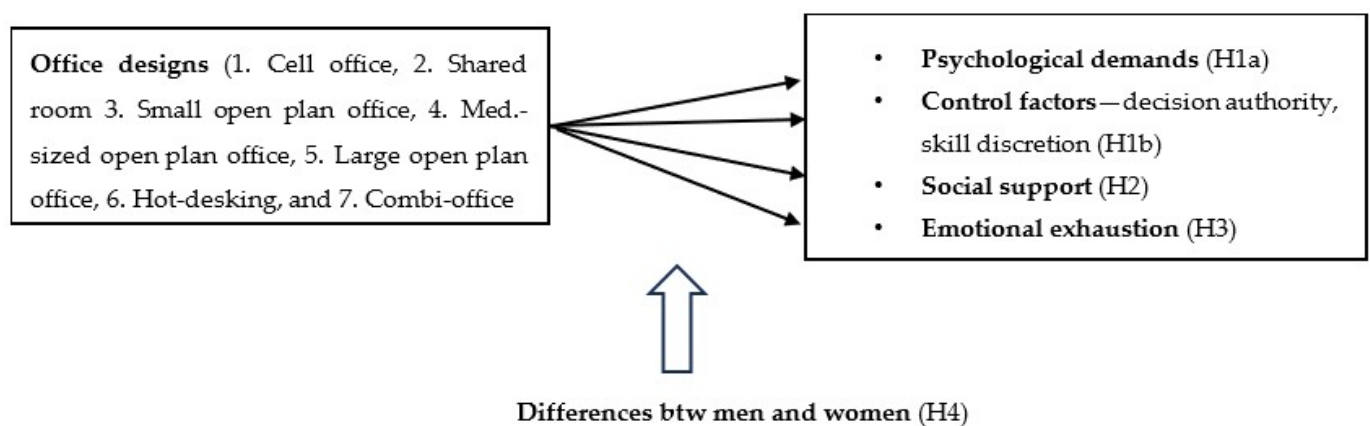 Office designs (1. Cell office, 2. Shared
room 3. Small open plan office, 4. Med.-
sized open plan office, 5. Large open plan
office, 6. Hot-desking, and 7. Combi-office
• Psychological demands (H1a)
• Control factors—decision authority,
skill discretion (H1b)
• Social support (H2)
• Emotional exhaustion (H3)
Differences btw men and women (H4)